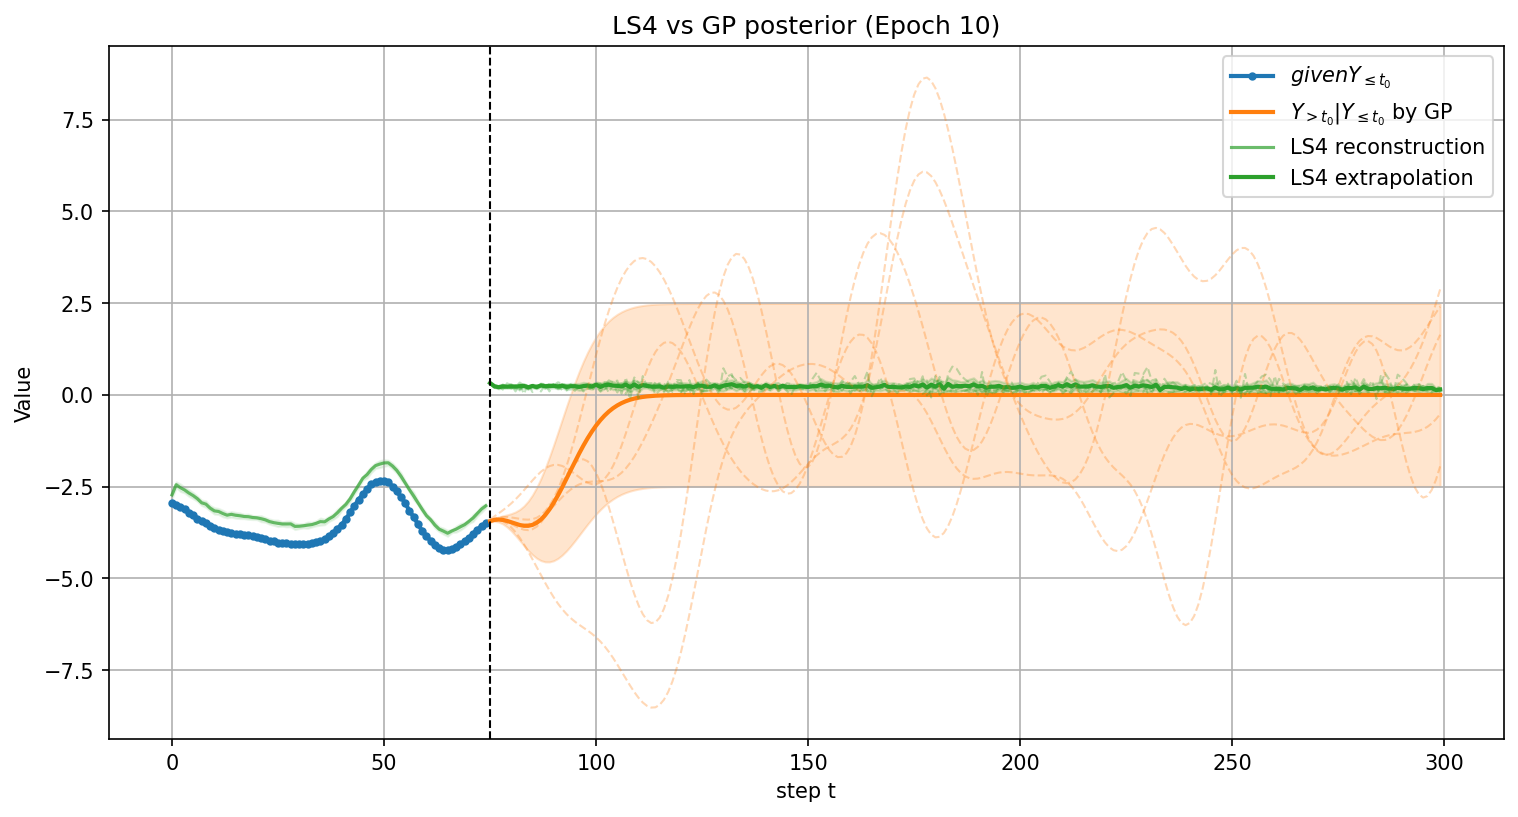 LS4 vs GP posterior (Epoch 10)
givenY≤t₀
Y>t₀|Y≤t₀ by GP
LS4 reconstruction
LS4 extrapolation
Value
7.5
5.0
2.5
0.0
−2.5
−5.0
−7.5
0 50 100 150 200 250 300
step t